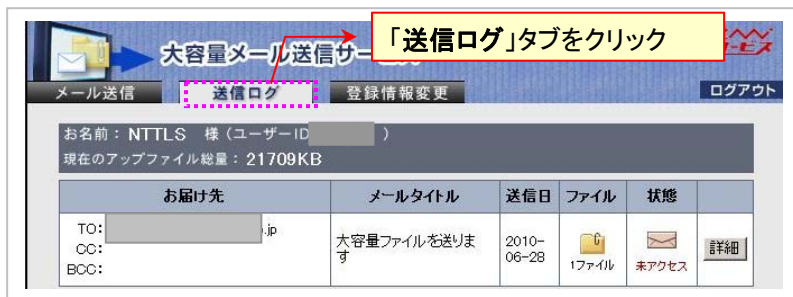 「送信ログ」タブをクリック
大容量メール送信サ
メール送信
送信ログ
登録情報変更
ログアウト
お名前： NTTLS 様（ユーザーID ）
現在のアップファイル総量： 21709KB
お届け先
メールタイトル
送信日
ファイル
状態
TO: .jp
CC:
BCC:
大容量ファイルを送りま
す
2010-
06-28
1ファイル
未アクセス
詳細